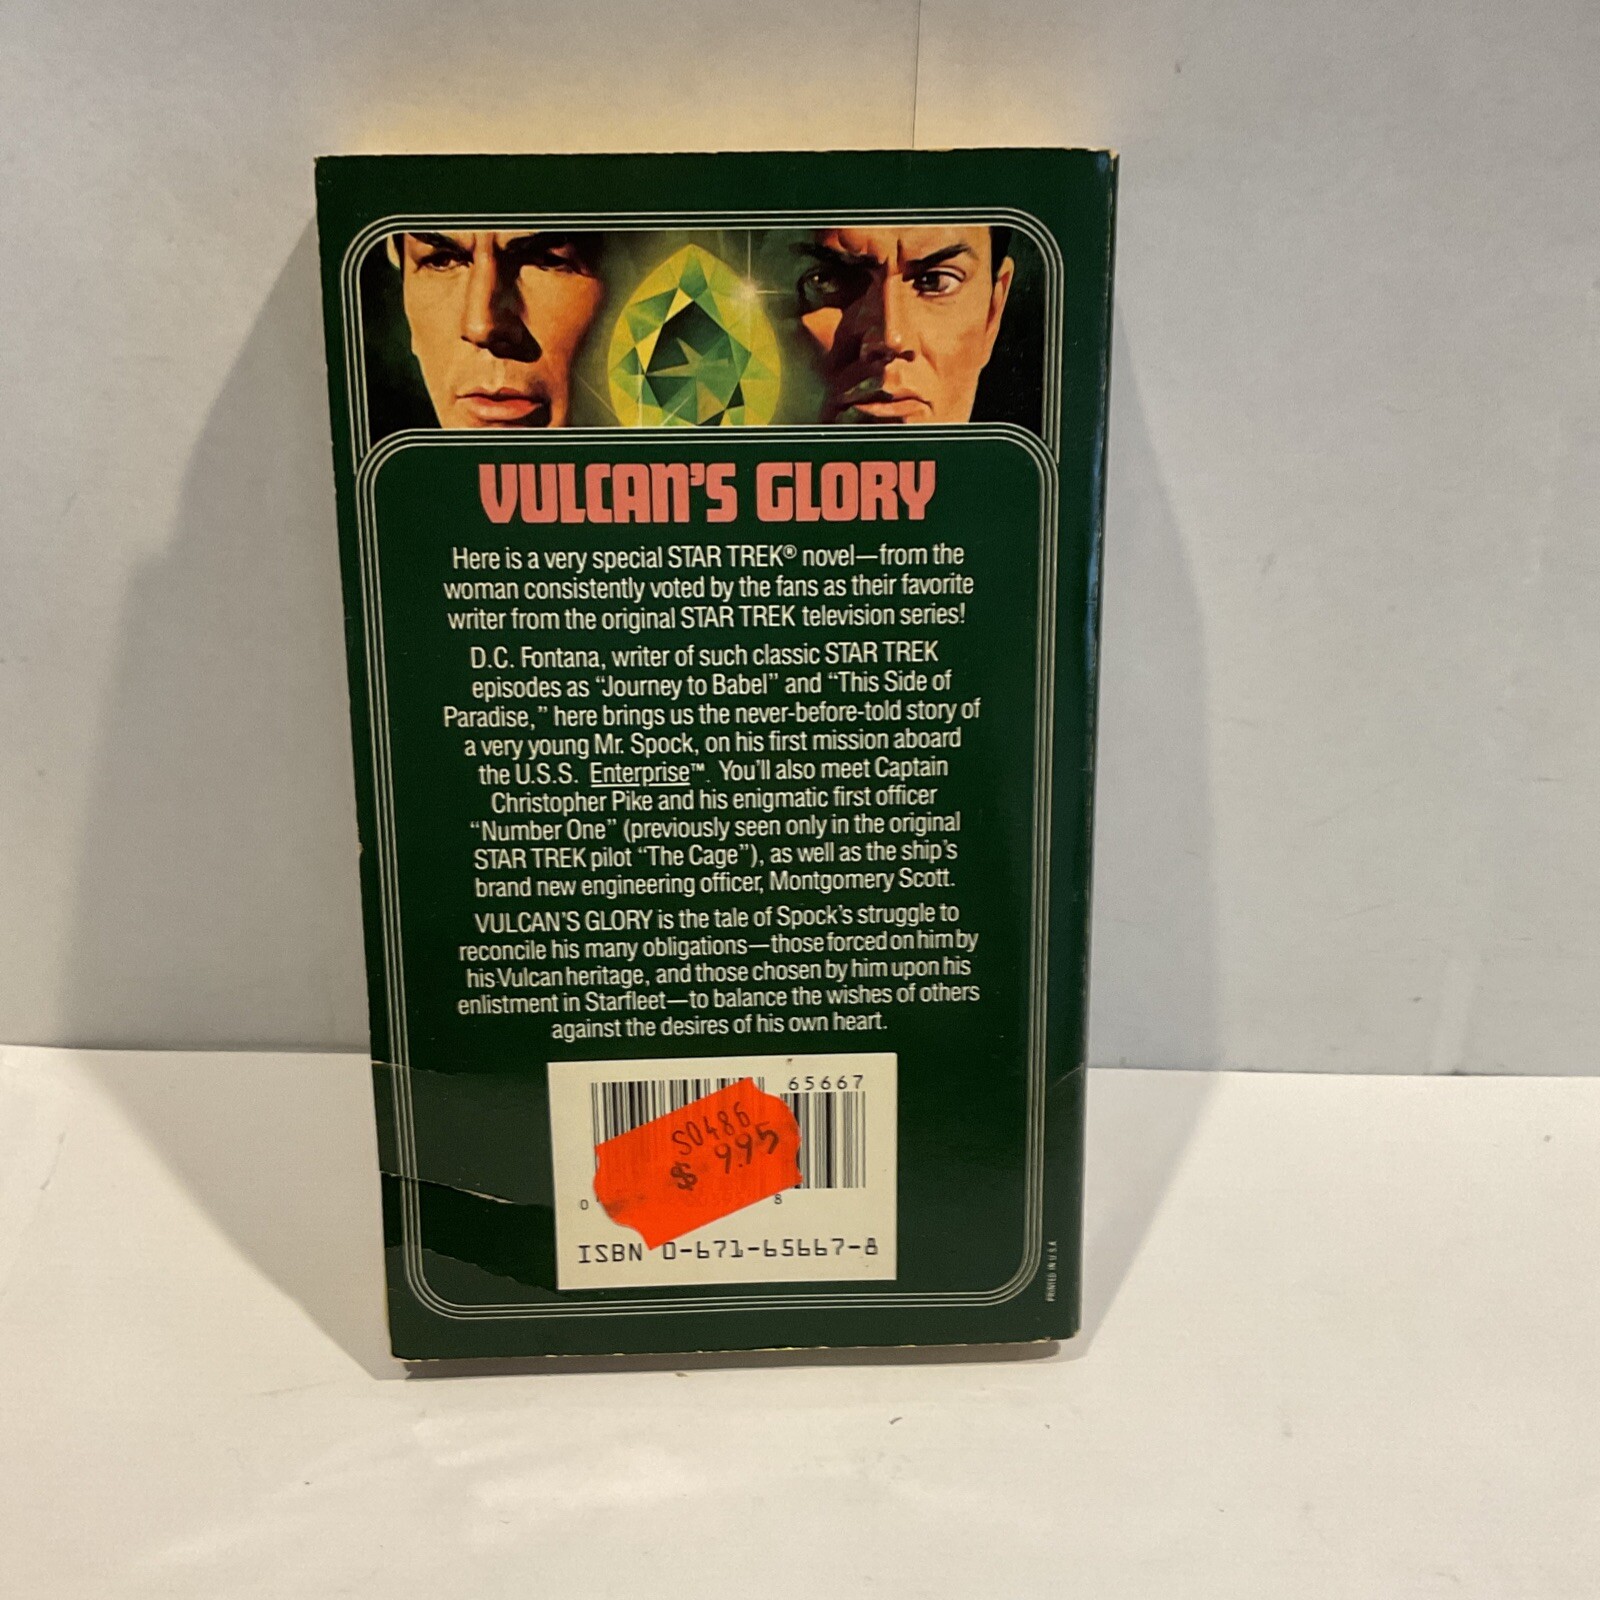 VULCAN'S GLORY
Here is a very special STAR TREK® novel—from the
woman consistently voted by the fans as their favorite
writer from the original STAR TREK television series!
D.C. Fontana, writer of such classic STAR TREK
episodes as “Journey to Babel” and “This Side of
Paradise,” here brings us the never-before-told story of
a very young Mr. Spock, on his first mission aboard
the U.S.S. Enterprise™. You'll also meet Captain
Christopher Pike and his enigmatic first officer
“Number One” (previously seen only in the original
STAR TREK pilot “The Cage”), as well as the ship's
brand new engineering officer, Montgomery Scott.
VULCAN'S GLORY is the tale of Spock's struggle to
reconcile his many obligations—those forced on him by
his Vulcan heritage, and those chosen by him upon his
enlistment in Starfleet—to balance the wishes of others
against the desires of his own heart.
65667
S0486
$ 9.95
0 8
ISBN 0-671-65667-8
PRINTED IN U.S.A.